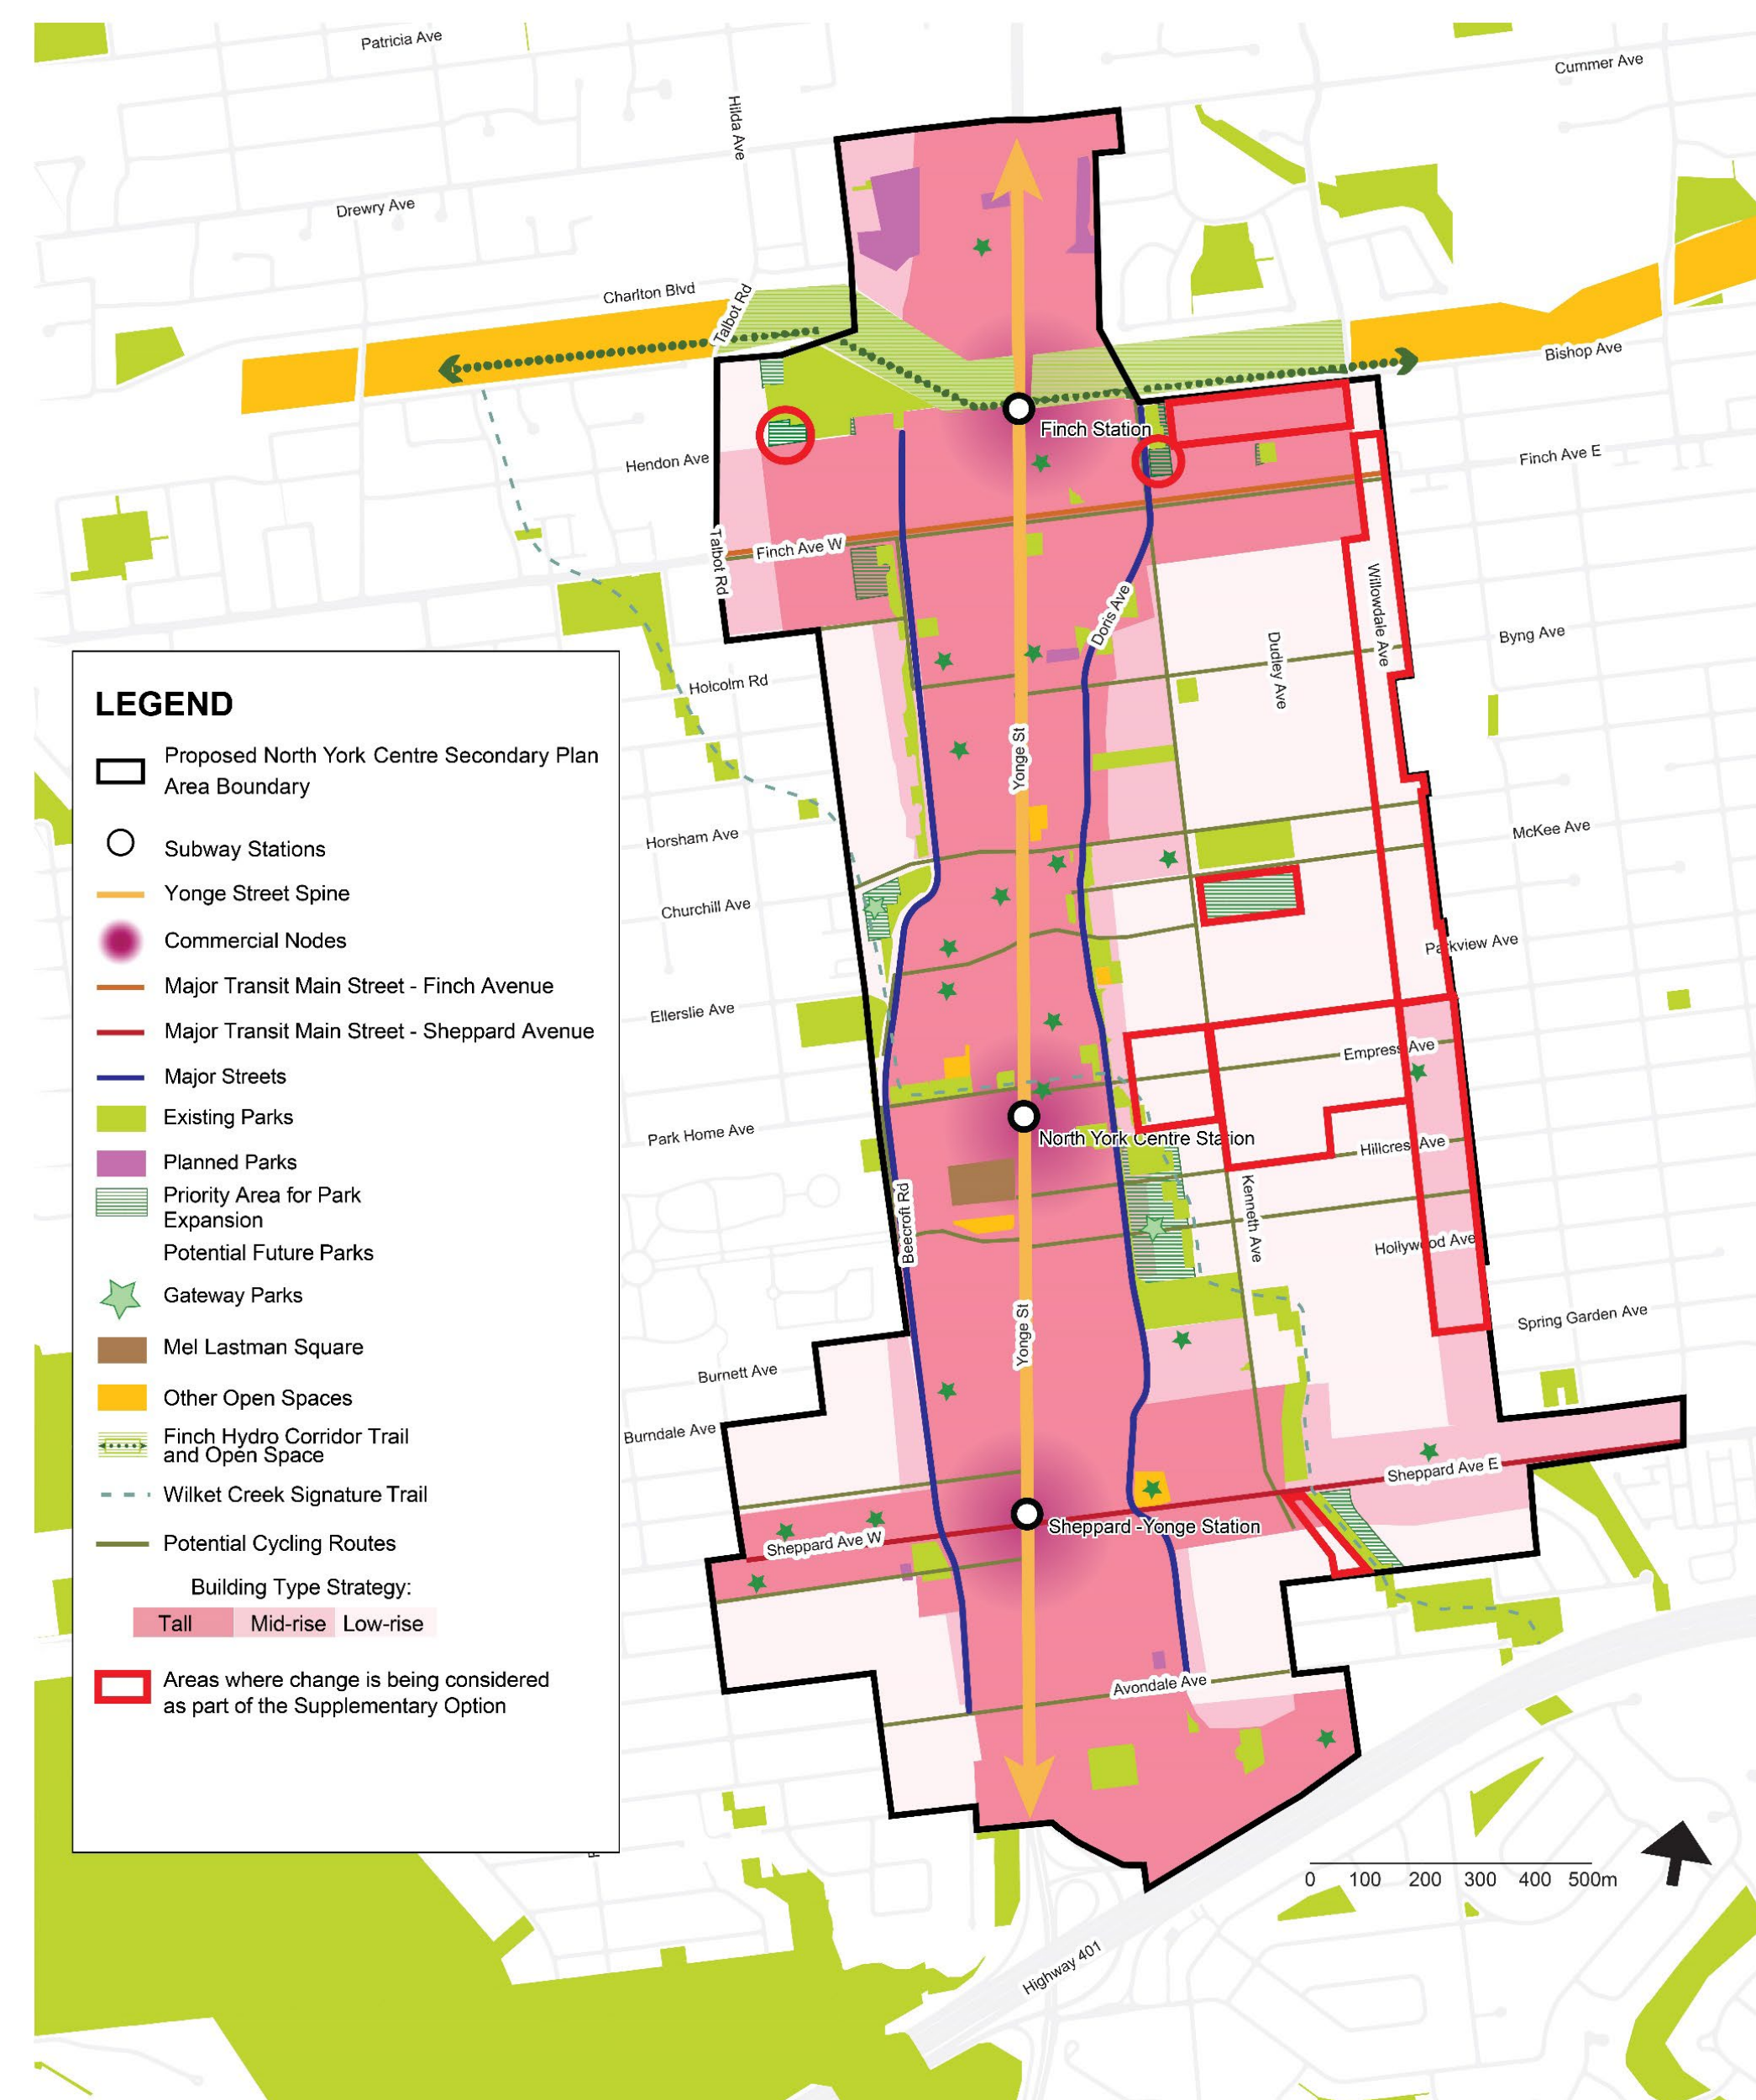 Patricia Ave
Cummer Ave
Hilda Ave
Drewry Ave
Charlton Blvd
Talbot Rd
Bishop Ave
Finch Station
Hendon Ave
Finch Ave E
Talbot Rd
Finch Ave W
Willowdale Ave
Doris Ave
Dudley Ave
Byng Ave
Holcolm Rd
Yonge St
Horsham Ave
McKee Ave
Churchill Ave
Parkview Ave
Ellerslie Ave
Empress Ave
Park Home Ave
North York Centre Station
Hillcrest Ave
Beecroft Rd
Kenneth Ave
Hollywood Ave
Yonge St
Spring Garden Ave
Burnett Ave
Burndale Ave
Sheppard Ave E
Sheppard -Yonge Station
Sheppard Ave W
Avondale Ave
Highway 401
0 100 200 300 400 500m
LEGEND
Proposed North York Centre Secondary Plan
Area Boundary
Subway Stations
Yonge Street Spine
Commercial Nodes
Major Transit Main Street - Finch Avenue
Major Transit Main Street - Sheppard Avenue
Major Streets
Existing Parks
Planned Parks
Priority Area for Park
Expansion
Potential Future Parks
Gateway Parks
Mel Lastman Square
Other Open Spaces
Finch Hydro Corridor Trail
and Open Space
Wilket Creek Signature Trail
Potential Cycling Routes
Building Type Strategy:
Tall Mid-rise Low-rise
Areas where change is being considered
as part of the Supplementary Option